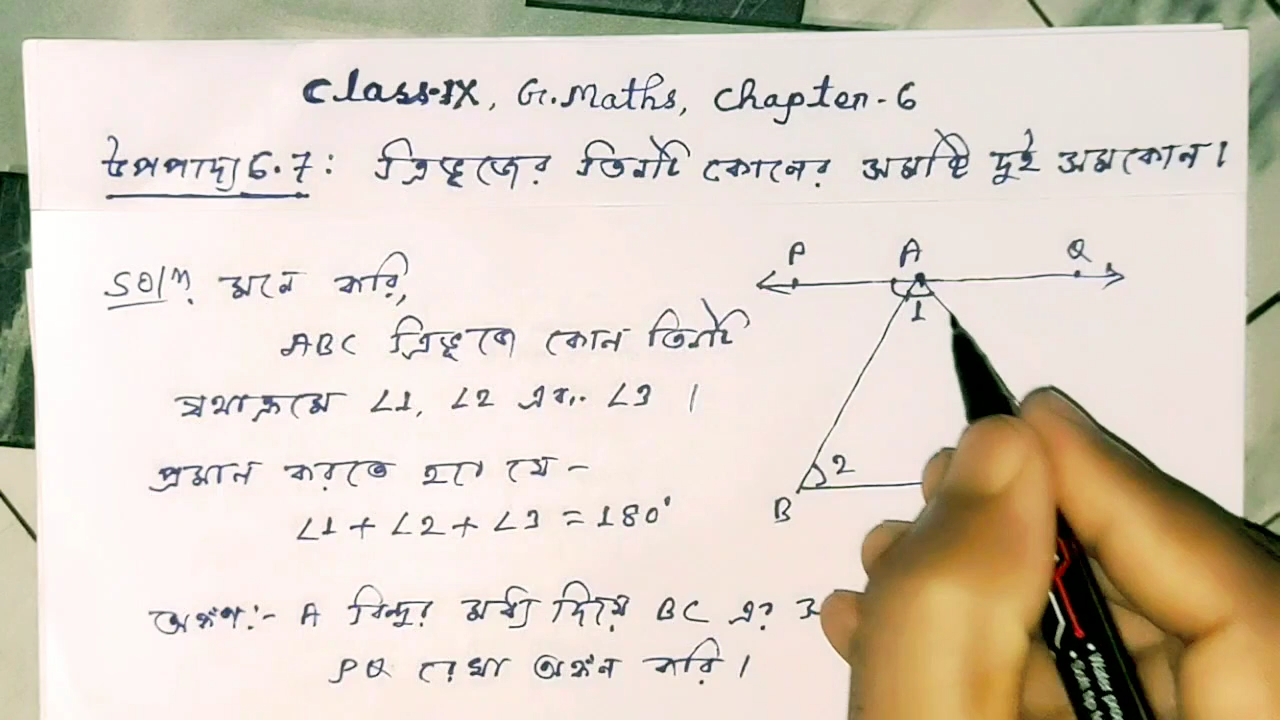 Class-IX, G.Maths, Chapter-6
উপপাদ্য 6.7: ত্রিভূজের তিনটি কোনের সমষ্টি দুই সমকোন।
Soln. মনে করি,
ABC ত্রিভূজে কোন তিনটি
যথাক্রমে ∠1, ∠2 এবং ∠3 ।
প্রমান করতে হবে যে -
∠1 + ∠2 + ∠3 = 180°
অঙ্কণ:- A বিন্দুর মধ্য দিয়ে BC এর
PQ রেখা অঙ্কন করি।
P A Q
1
2
B